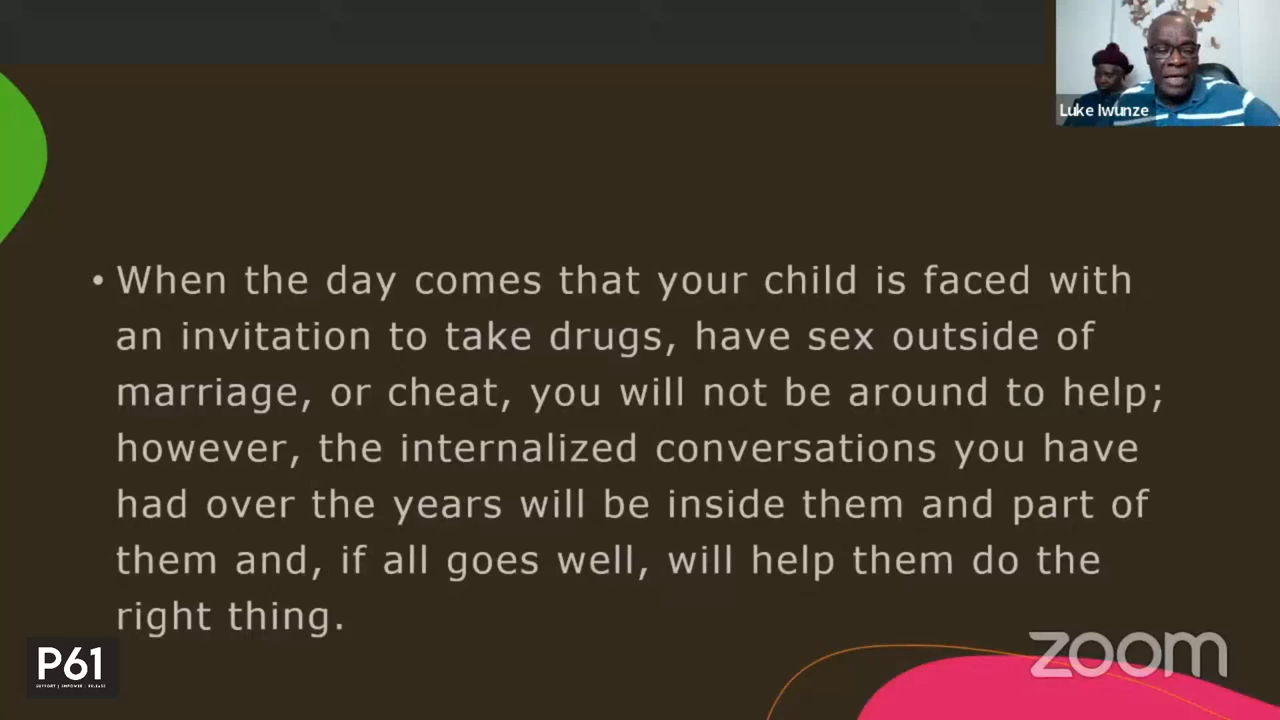 Luke Iwunze
• When the day comes that your child is faced with
an invitation to take drugs, have sex outside of
marriage, or cheat, you will not be around to help;
however, the internalized conversations you have
had over the years will be inside them and part of
them and, if all goes well, will help them do the
right thing.
P61
SUPPORT | EMPOWER | RELEASE
zoom